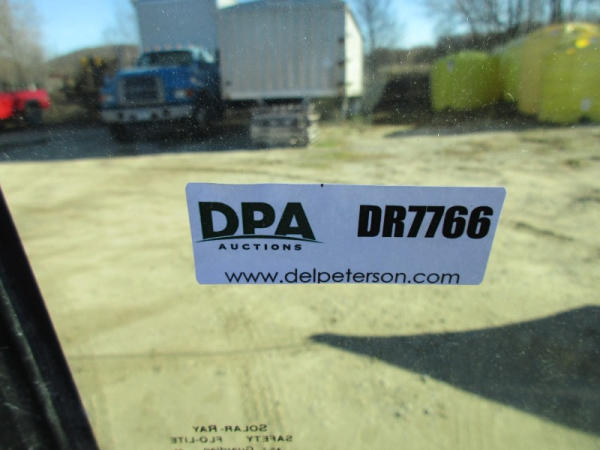 DPA DR7766
AUCTIONS
www.delpeterson.com
SOLAR-RAY
SAFETY FLO-LITE